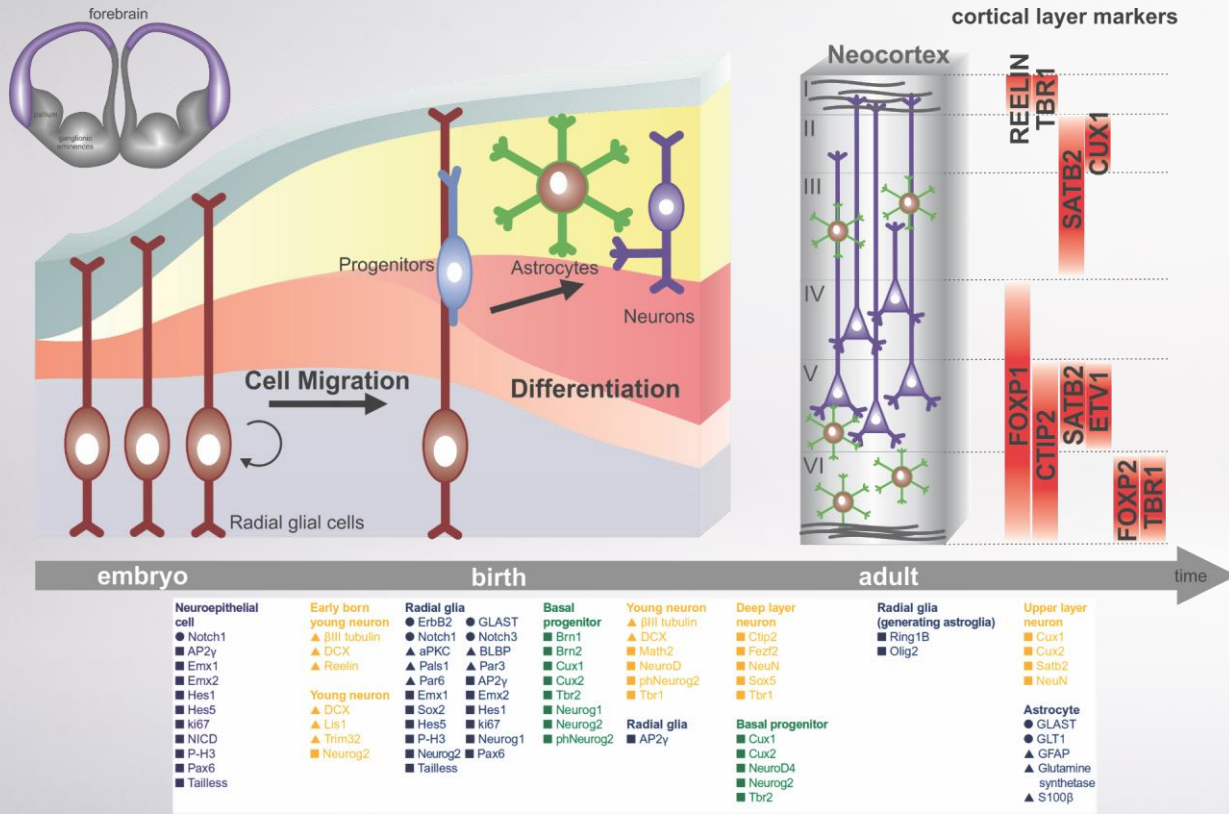 forebrain
pallium
ganglionic
eminences
cortical layer markers
Neocortex
I
II
III
IV
V
VI
REELIN
TBR1
SATB2
CUX1
FOXP1
CTIP2
SATB2
ETV1
FOXP2
TBR1
Progenitors
Astrocytes
Neurons
Cell Migration
Differentiation
Radial glial cells
embryo
birth
adult
time
Neuroepithelial
cell
● Notch1
■ AP2γ
■ Emx1
■ Emx2
■ Hes1
■ Hes5
■ ki67
■ NICD
■ P-H3
■ Pax6
■ Tailless
Early born
young neuron
▲ βIII tubulin
▲ DCX
▲ Reelin
Young neuron
▲ DCX
▲ Lis1
▲ Trim32
■ Neurog2
Radial glia
● ErbB2 ● GLAST
● Notch1 ● Notch3
▲ aPKC ▲ BLBP
▲ Pals1 ▲ Par3
▲ Par6 ■ AP2γ
■ Emx1 ■ Emx2
■ Sox2 ■ Hes1
■ Hes5 ■ ki67
■ P-H3 ■ Neurog1
■ Neurog2 ■ Pax6
■ Tailless
Basal
progenitor
■ Brn1
■ Brn2
■ Cux1
■ Cux2
■ Tbr2
■ Neurog1
■ Neurog2
■ phNeurog2
Young neuron
▲ βIII tubulin
▲ DCX
■ Math2
■ NeuroD
■ phNeurog2
■ Tbr1
Radial glia
■ AP2γ
Deep layer
neuron
■ Ctip2
■ Fezf2
■ NeuN
■ Sox5
■ Tbr1
Basal progenitor
■ Cux1
■ Cux2
■ NeuroD4
■ Neurog2
■ Tbr2
Radial glia
(generating astroglia)
■ Ring1B
■ Olig2
Upper layer
neuron
■ Cux1
■ Cux2
■ Satb2
■ NeuN
Astrocyte
● GLAST
● GLT1
▲ GFAP
▲ Glutamine
synthetase
▲ S100β